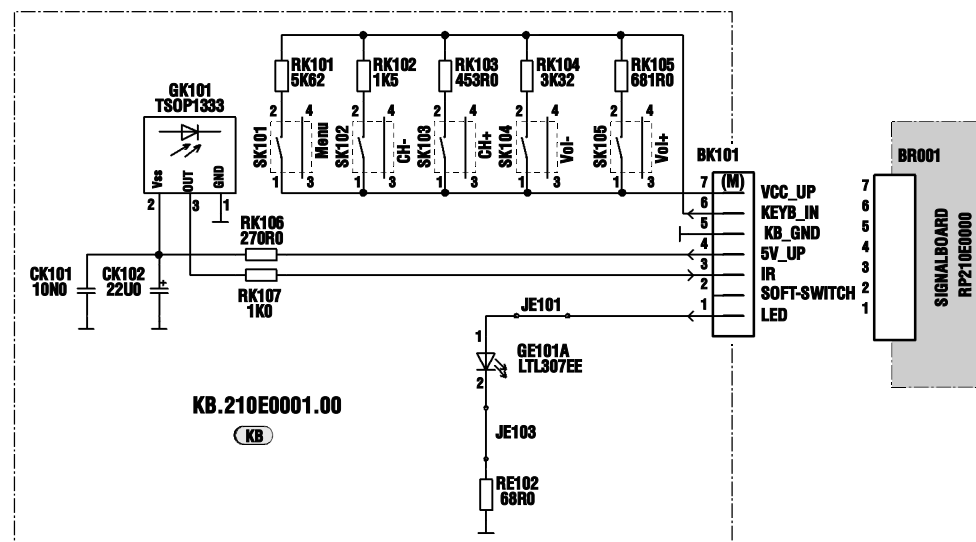 RK101
5K62
RK102
1K5
RK103
453R0
RK104
3K32
RK105
681R0
GK101
TSOP1333
Vss
OUT
GND
2
3
1
2 4
SK101
Menu
1 3
2 4
SK102
CH-
1 3
2 4
SK103
CH+
1 3
2 4
SK104
Vol-
1 3
2 4
SK105
Vol+
1 3
BK101
(M)
7 VCC_UP
6 KEYB_IN
5 KB_GND
4 5V_UP
3 IR
2 SOFT-SWITCH
1 LED
BR001
7
6
5
4
3
2
1
SIGNALBOARD
RP210E0000
RK106
270R0
RK107
1K0
CK101
10N0
CK102
22U0
+
JE101
1
GE101A
LTL307EE
2
JE103
RE102
68R0
KB.210E0001.00
KB